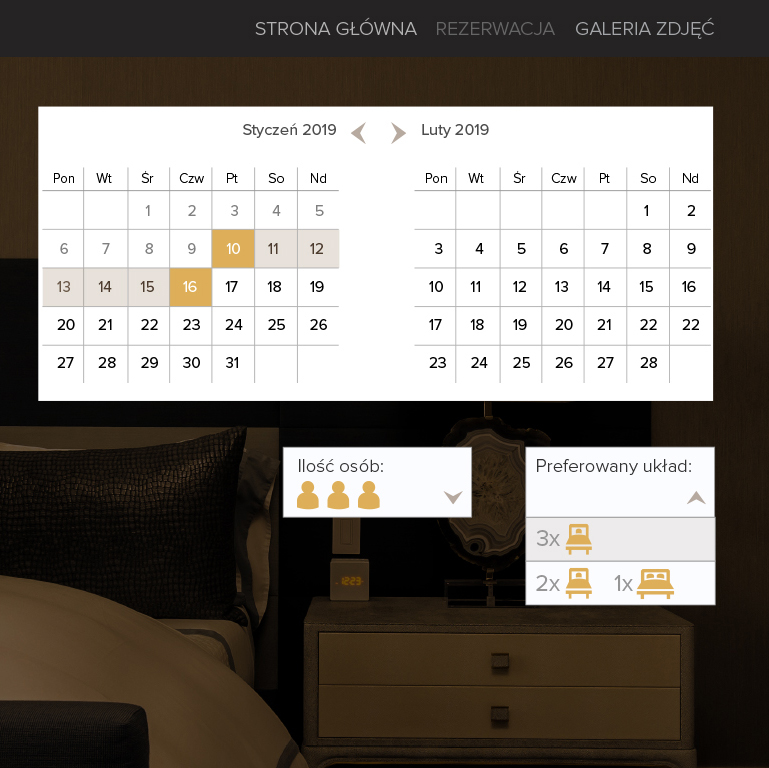 STRONA GŁÓWNA REZERWACJA GALERIA ZDJĘĆ
Styczeń 2019 Luty 2019
Pon Wt Śr Czw Pt So Nd
1 2 3 4 5
6 7 8 9 10 11 12
13 14 15 16 17 18 19
20 21 22 23 24 25 26
27 28 29 30 31
Pon Wt Śr Czw Pt So Nd
1 2
3 4 5 6 7 8 9
10 11 12 13 14 15 16
17 18 19 20 21 22 22
23 24 25 26 27 28
Ilość osób:
Preferowany układ:
3x
2x 1x
12:23